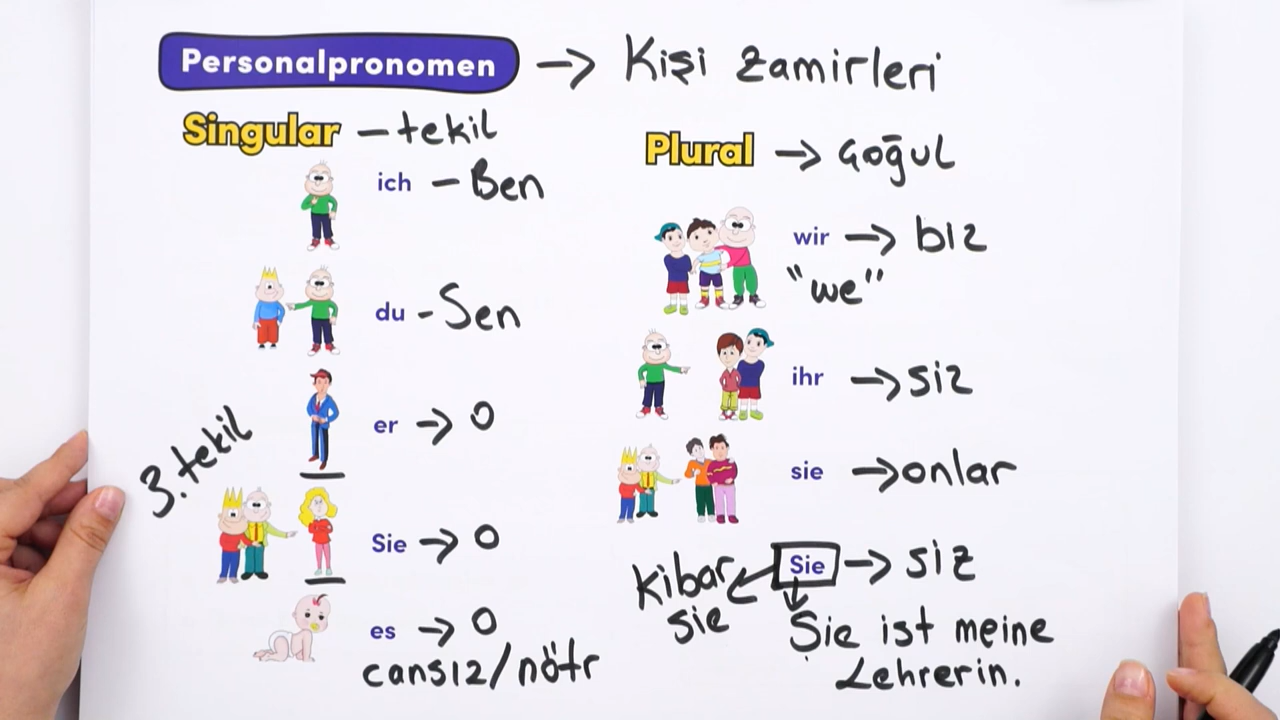 Personalpronomen → Kişi Zamirleri
Singular – tekil
ich – Ben
du – Sen
er → O
3. tekil
Sie → O
es → O
cansız/nötr
Plural → Çoğul
wir → biz
"we"
ihr → siz
sie → onlar
Sie → siz
Kibar
sie
Sie ist meine
Lehrerin.